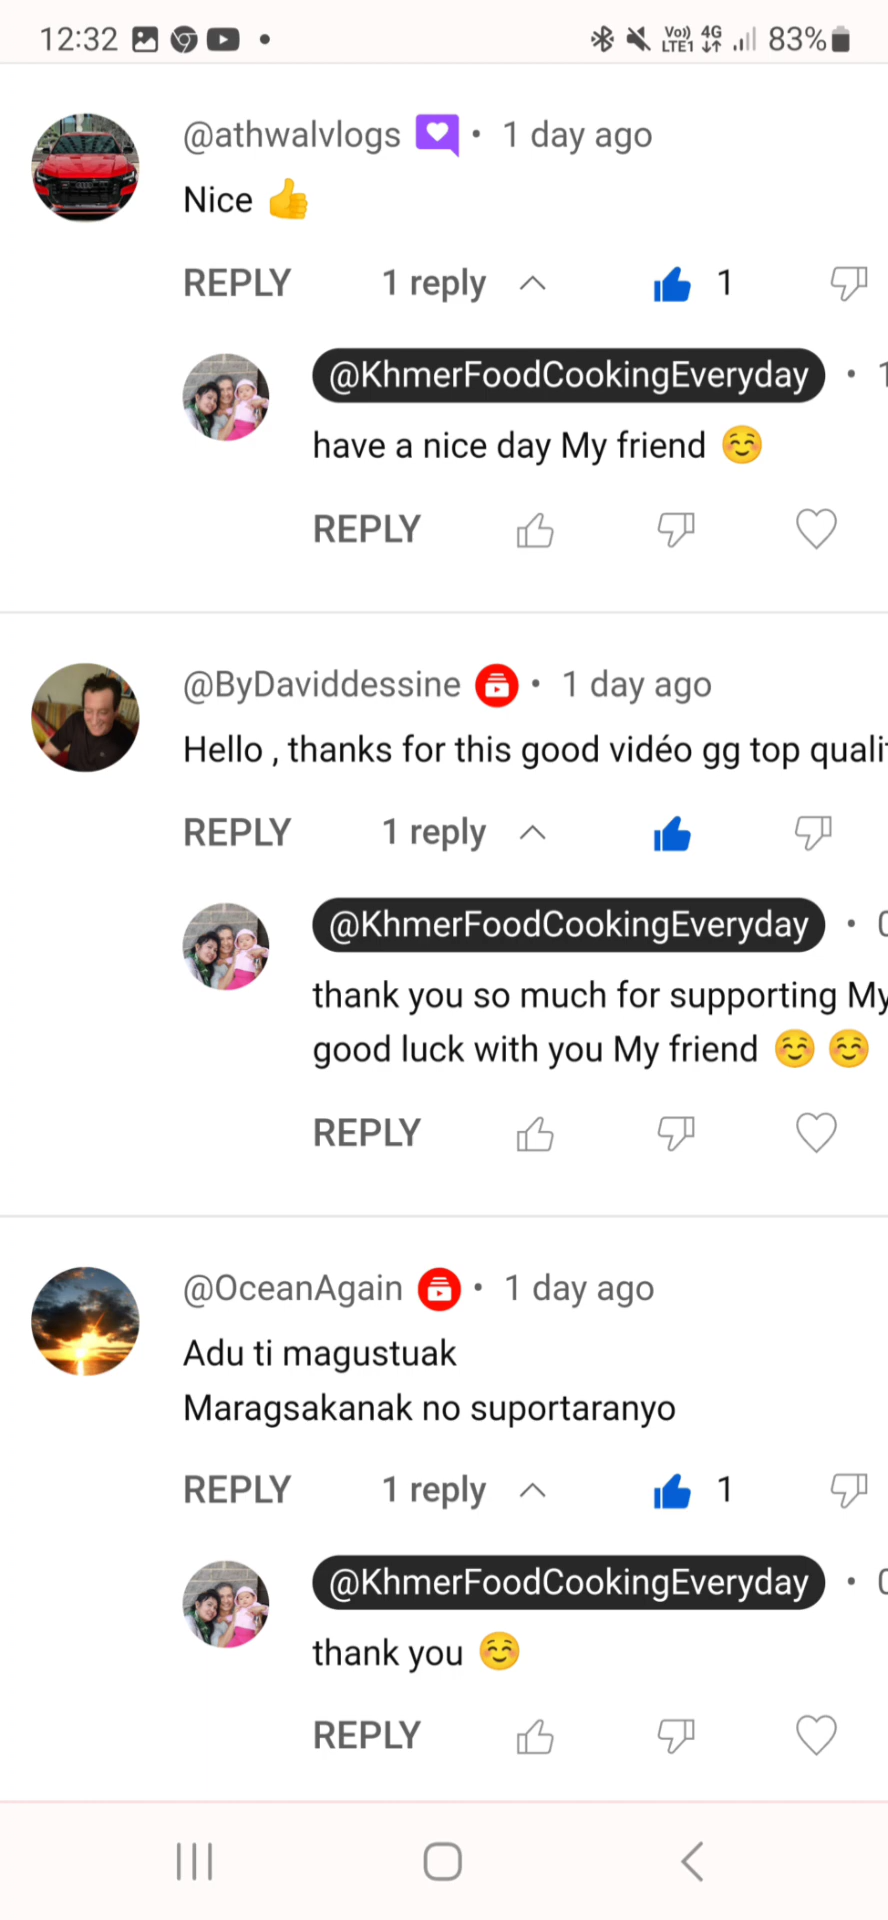 12:32 Vo)) LTE1 4G 83%
@athwalvlogs • 1 day ago
Nice 👍
REPLY 1 reply 1
@KhmerFoodCookingEveryday •
have a nice day My friend ☺️
REPLY
@ByDaviddessine • 1 day ago
Hello , thanks for this good vidéo gg top
REPLY 1 reply
@KhmerFoodCookingEveryday •
thank you so much for supporting My
good luck with you My friend ☺️ ☺️
REPLY
@OceanAgain • 1 day ago
Adu ti magustuak
Maragsakanak no suportaranyo
REPLY 1 reply 1
@KhmerFoodCookingEveryday •
thank you ☺️
REPLY